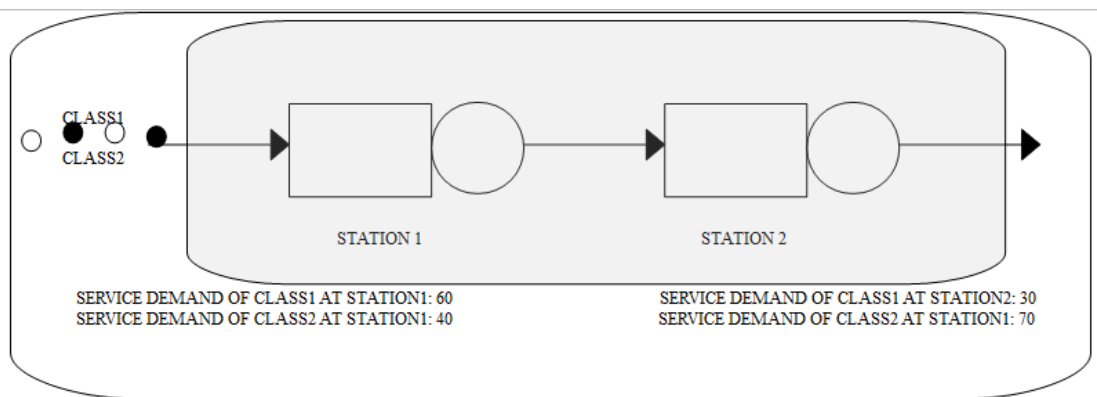 CLASS1
CLASS2
STATION 1
STATION 2
SERVICE DEMAND OF CLASS1 AT STATION1: 60
SERVICE DEMAND OF CLASS2 AT STATION1: 40
SERVICE DEMAND OF CLASS1 AT STATION2: 30
SERVICE DEMAND OF CLASS2 AT STATION1: 70